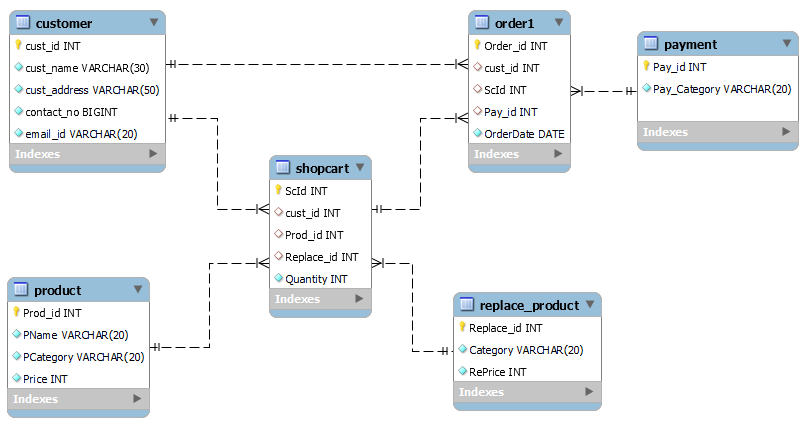 customer
cust_id INT
cust_name VARCHAR(30)
cust_address VARCHAR(50)
contact_no BIGINT
email_id VARCHAR(20)
Indexes
order1
Order_id INT
cust_id INT
ScId INT
Pay_id INT
OrderDate DATE
Indexes
payment
Pay_id INT
Pay_Category VARCHAR(20)
Indexes
shopcart
ScId INT
cust_id INT
Prod_id INT
Replace_id INT
Quantity INT
Indexes
product
Prod_id INT
PName VARCHAR(20)
PCategory VARCHAR(20)
Price INT
Indexes
replace_product
Replace_id INT
Category VARCHAR(20)
RePrice INT
Indexes